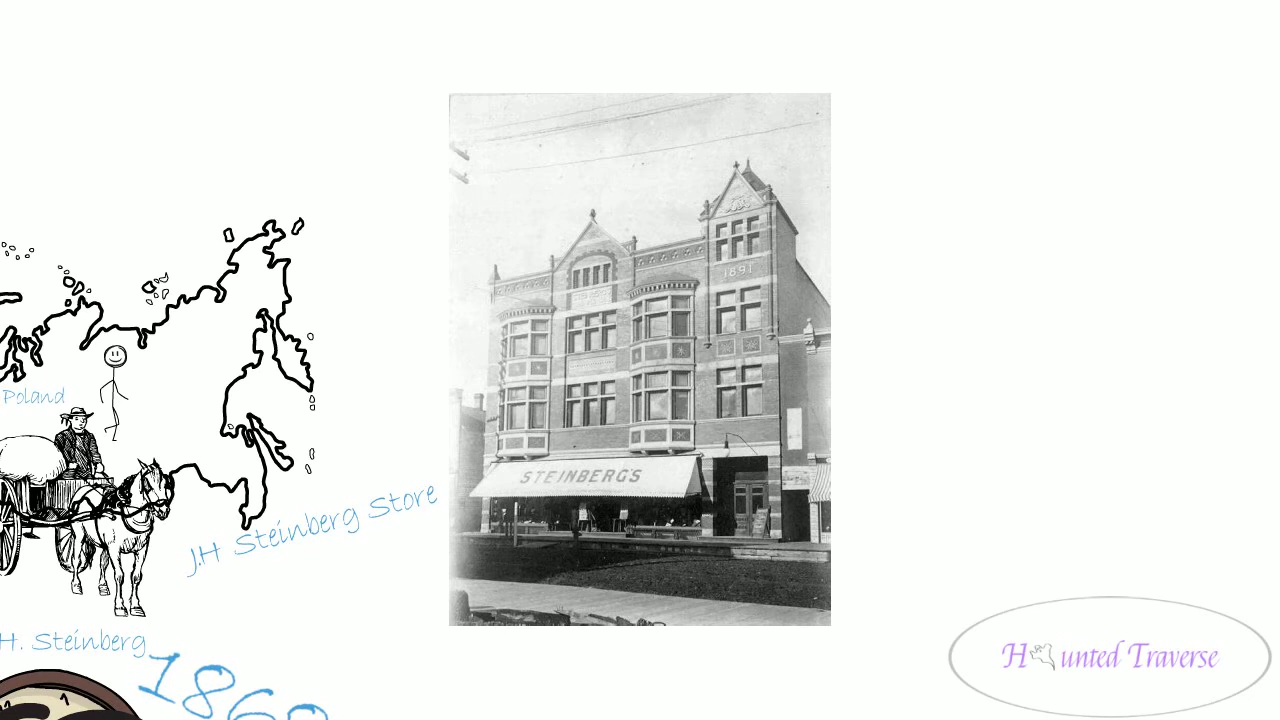 1891
STEINBERG'S
Poland
J.H Steinberg Store
H. Steinberg
Haunted Traverse